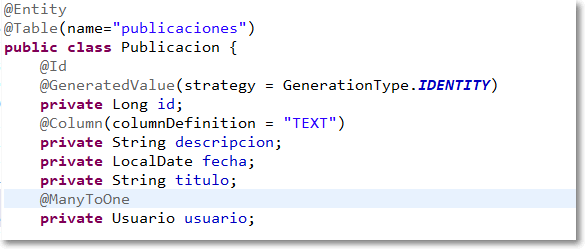 @Entity
@Table(name="publicaciones")
public class Publicacion {
@Id
@GeneratedValue(strategy = GenerationType.IDENTITY)
private Long id;
@Column(columnDefinition = "TEXT")
private String descripcion;
private LocalDate fecha;
private String titulo;
@ManyToOne
private Usuario usuario;